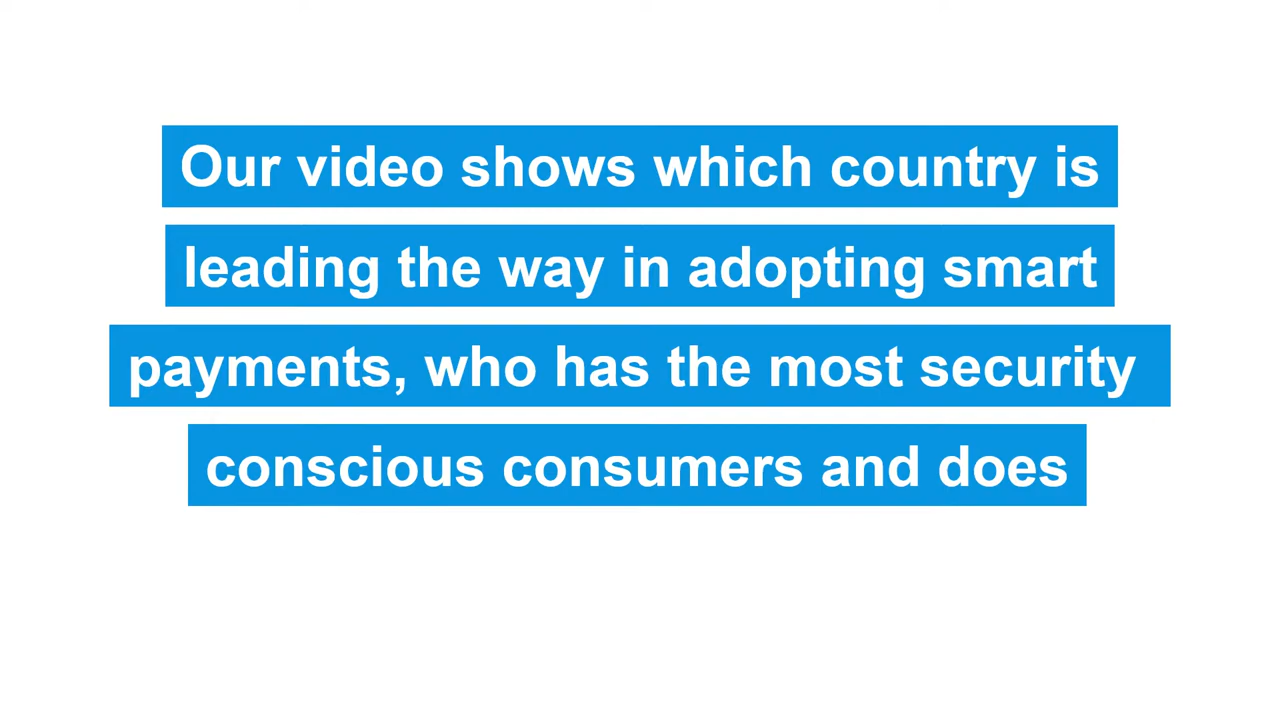 Our video shows which country is
leading the way in adopting smart
payments, who has the most security
conscious consumers and does